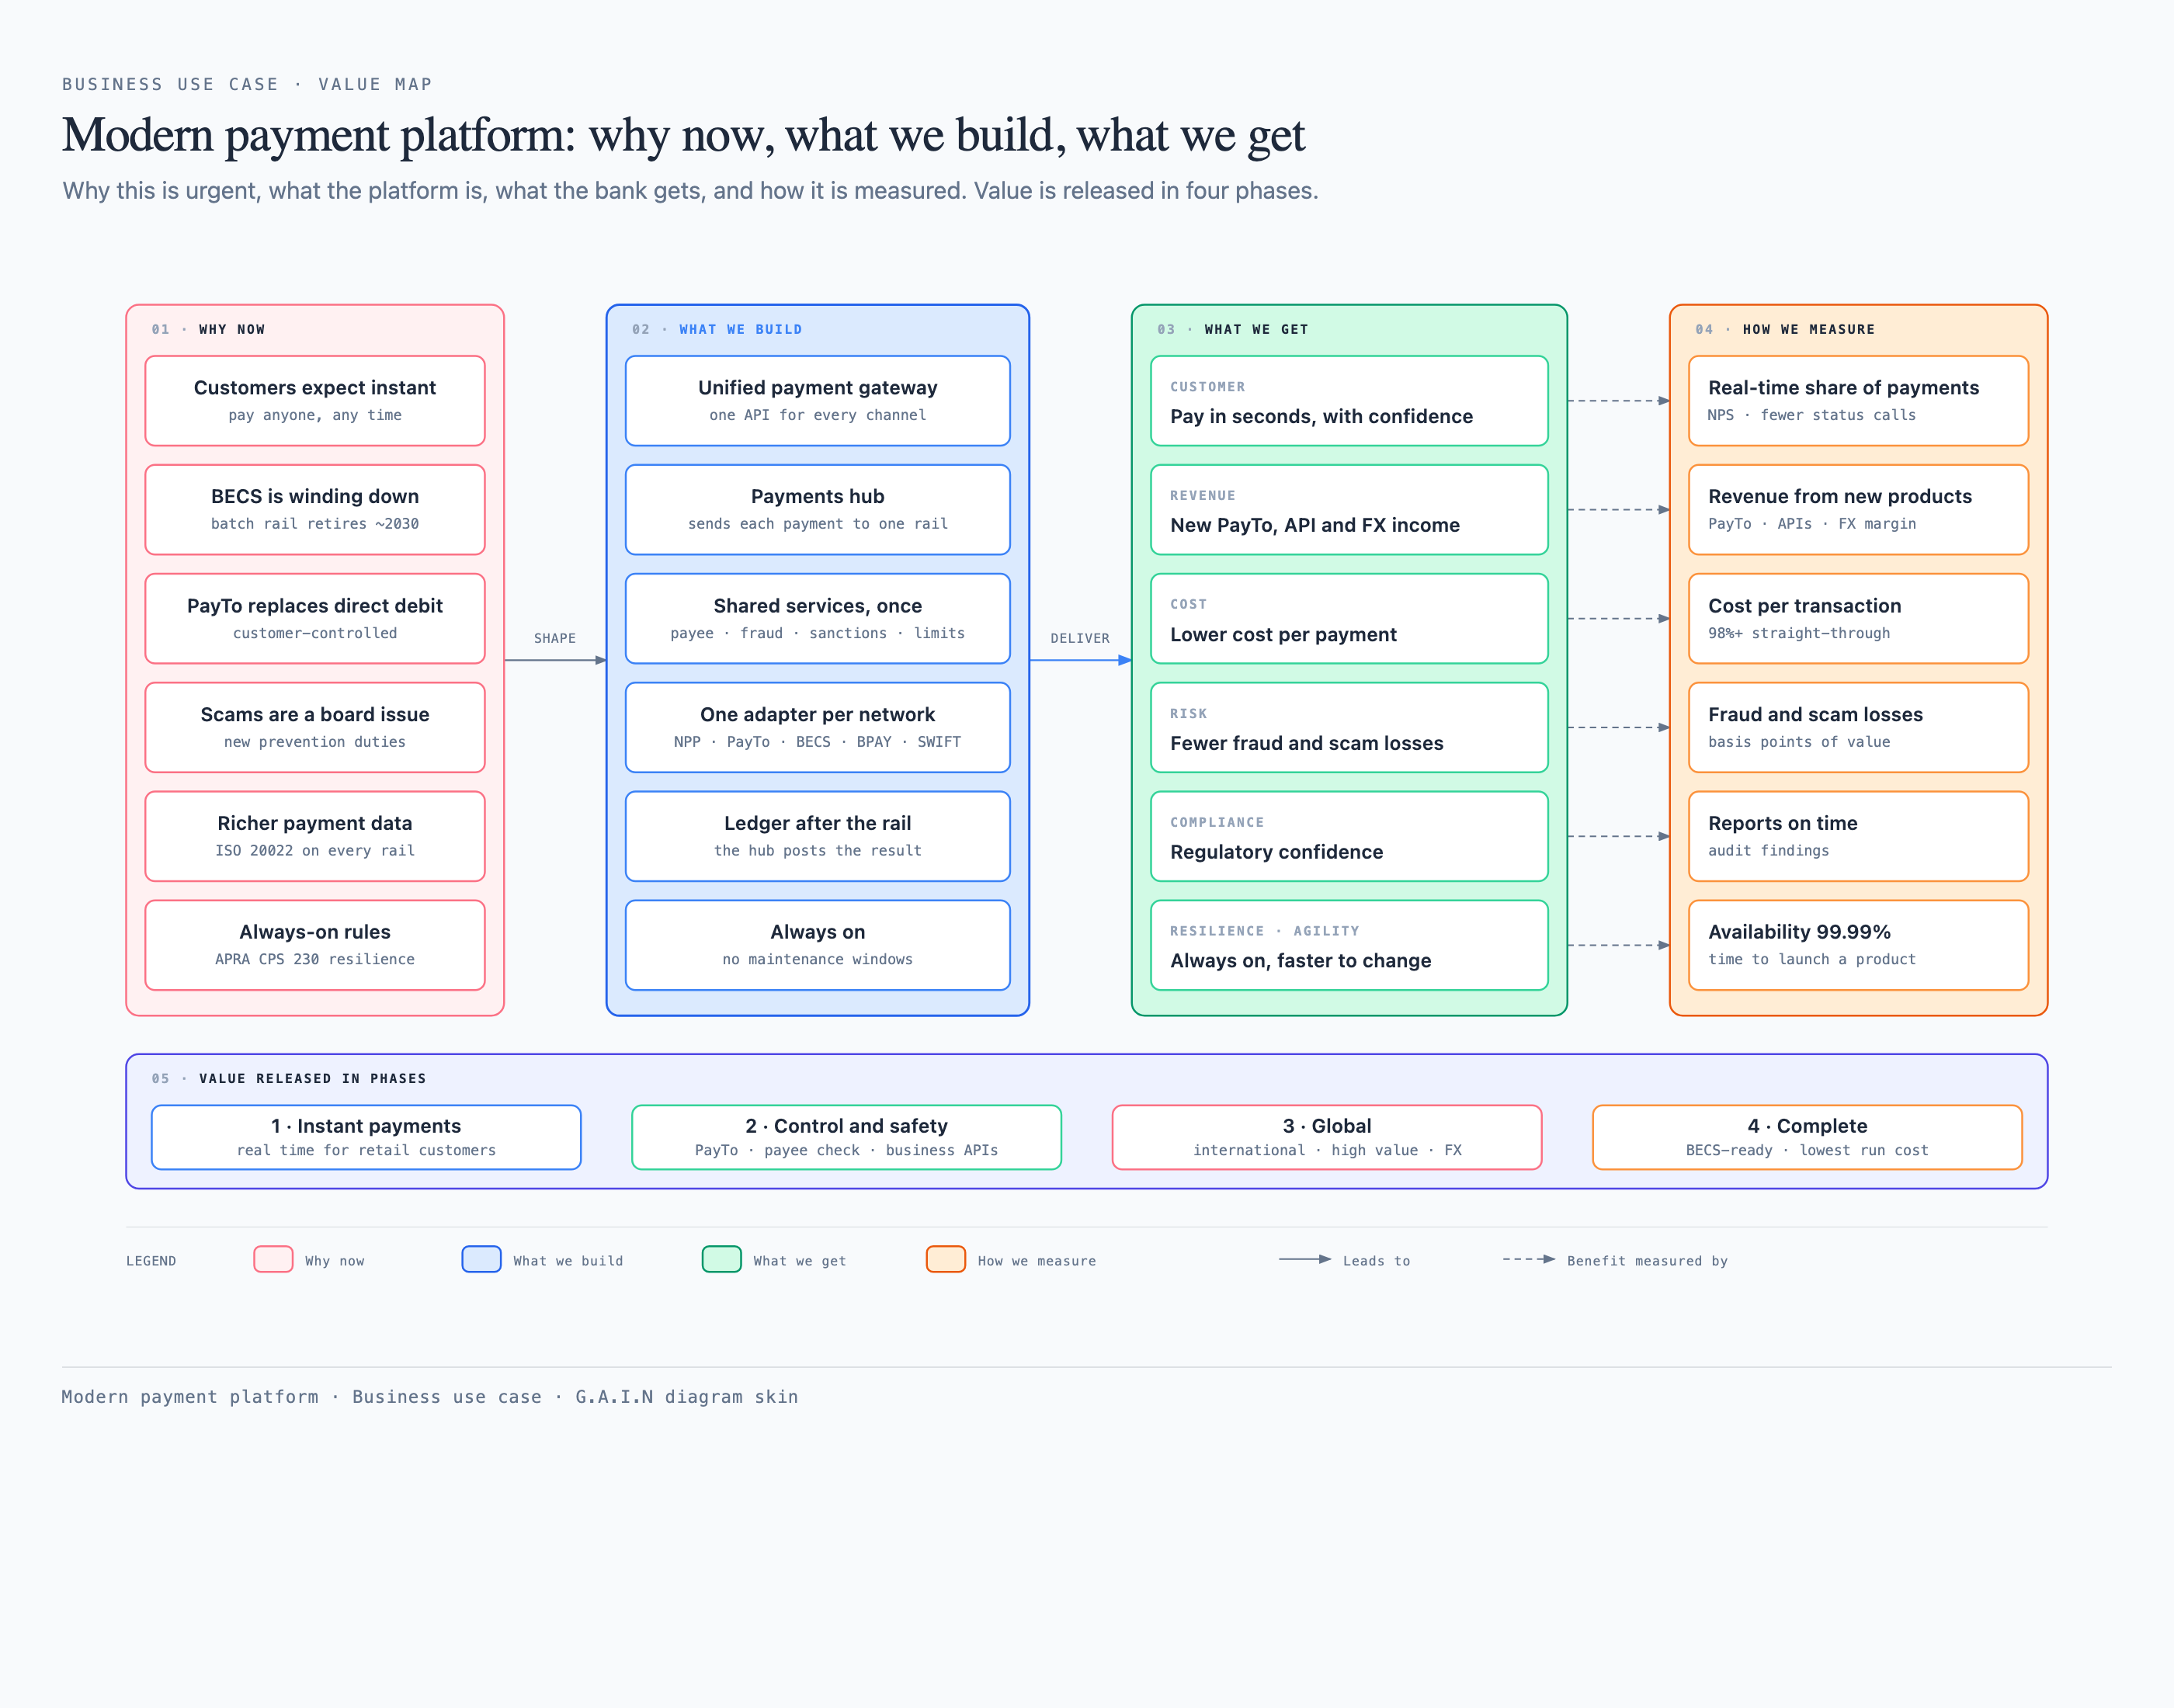 BUSINESS USE CASE · VALUE MAP
Modern payment platform: why now, what we build, what we get
Why this is urgent, what the platform is, what the bank gets, and how it is measured. Value is released in four phases.
01 · WHY NOW
Customers expect instant
pay anyone, any time
BECS is winding down
batch rail retires ~2030
PayTo replaces direct debit
customer-controlled
Scams are a board issue
new prevention duties
Richer payment data
ISO 20022 on every rail
Always-on rules
APRA CPS 230 resilience
SHAPE
02 · WHAT WE BUILD
Unified payment gateway
one API for every channel
Payments hub
sends each payment to one rail
Shared services, once
payee · fraud · sanctions · limits
One adapter per network
NPP · PayTo · BECS · BPAY · SWIFT
Ledger after the rail
the hub posts the result
Always on
no maintenance windows
DELIVER
03 · WHAT WE GET
CUSTOMER
Pay in seconds, with confidence
REVENUE
New PayTo, API and FX income
COST
Lower cost per payment
RISK
Fewer fraud and scam losses
COMPLIANCE
Regulatory confidence
RESILIENCE · AGILITY
Always on, faster to change
04 · HOW WE MEASURE
Real-time share of payments
NPS · fewer status calls
Revenue from new products
PayTo · APIs · FX margin
Cost per transaction
98%+ straight-through
Fraud and scam losses
basis points of value
Reports on time
audit findings
Availability 99.99%
time to launch a product
05 · VALUE RELEASED IN PHASES
1 · Instant payments
real time for retail customers
2 · Control and safety
PayTo · payee check · business APIs
3 · Global
international · high value · FX
4 · Complete
BECS-ready · lowest run cost
LEGEND
Why now
What we build
What we get
How we measure
Leads to
Benefit measured by
Modern payment platform · Business use case · G.A.I.N diagram skin